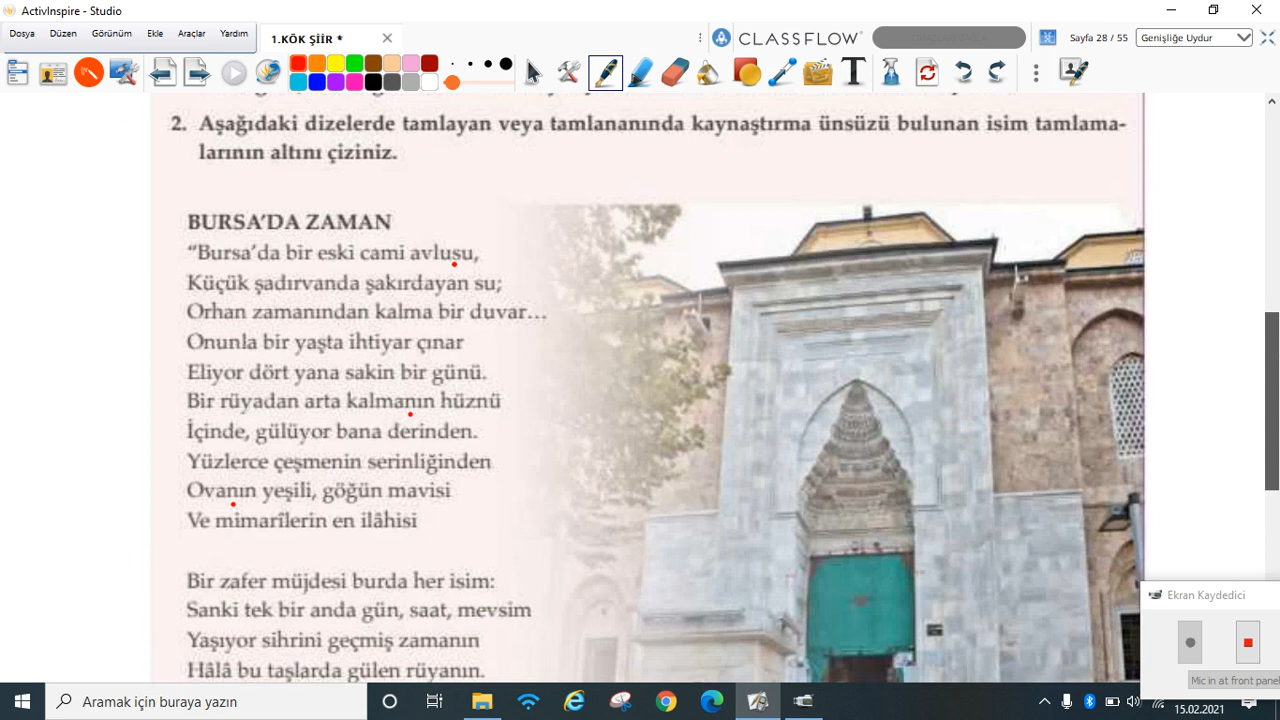 ActivInspire - Studio
Dosya Düzen Görünüm Ekle Araçlar Yardım
1.KÖK ŞİİR *
CLASSFLOW
Sayfa 28 / 55
Genişliğe Uydur
2. Aşağıdaki dizelerde tamlayan veya tamlananında kaynaştırma ünsüzü bulunan isim tamlama-
larının altını çiziniz.
BURSA'DA ZAMAN
“Bursa'da bir eski cami avlusu,
Küçük şadırvanda şakırdayan su;
Orhan zamanından kalma bir duvar…
Onunla bir yaşta ihtiyar çınar
Eliyor dört yana sakin bir günü.
Bir rüyadan arta kalmanın hüznü
İçinde, gülüyor bana derinden.
Yüzlerce çeşmenin serinliğinden
Ovanın yeşili, göğün mavisi
Ve mimarîlerin en ilâhisi
Bir zafer müjdesi burda her isim:
Sanki tek bir anda gün, saat, mevsim
Yaşıyor sihrini geçmiş zamanın
Hâlâ bu taşlarda gülen rüyanın.
Ekran Kaydedici
Mic in at front panel
Aramak için buraya yazın
15.02.2021